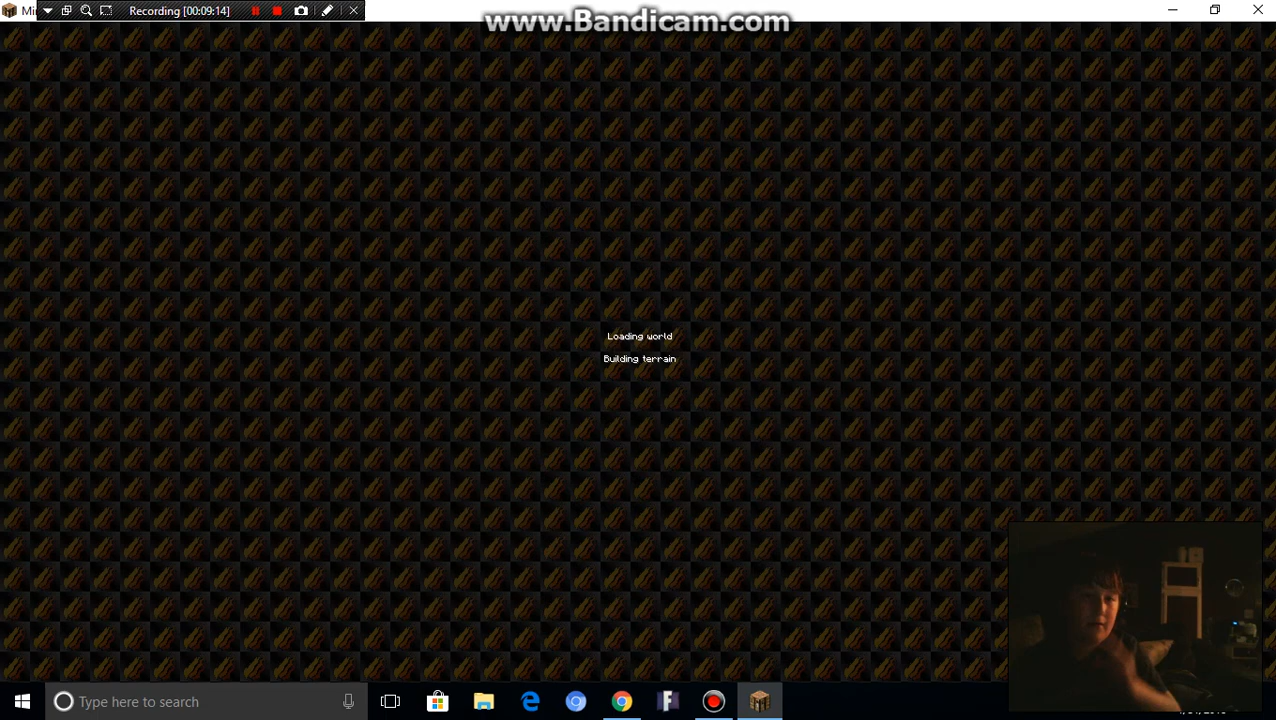 Recording [00:09:14]
www.Bandicam.com
Loading world
Building terrain
Type here to search